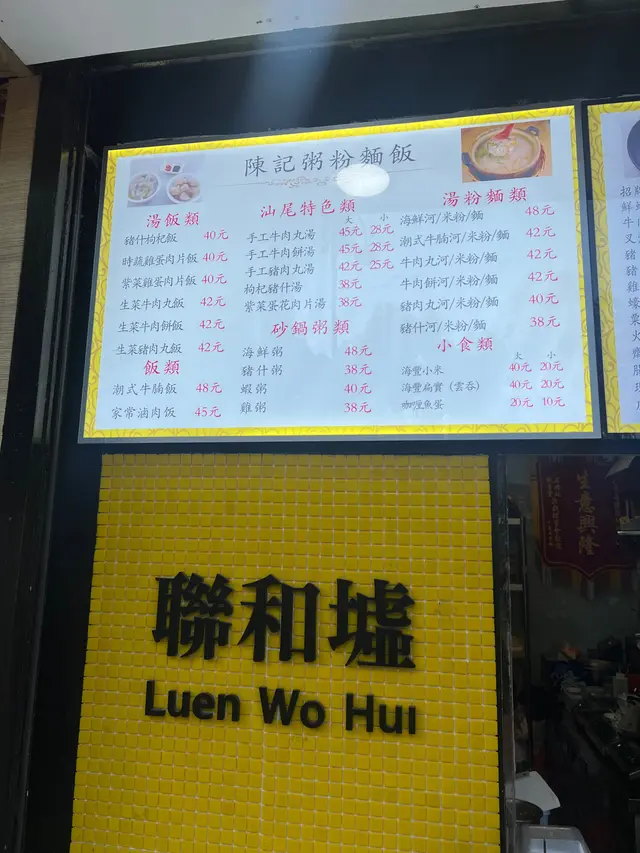 陳記粥粉麵飯
湯飯類
豬什枸杞飯 40元
時蔬雞蛋肉片飯 40元
紫菜雞蛋肉片飯 40元
生菜牛肉丸飯 42元
生菜牛肉餅飯 42元
生菜豬肉丸飯 42元
飯類
潮式牛腩飯 48元
家常滷肉饭 45元
汕尾特色類
大 小
手工牛肉丸湯 45元 28元
手工牛肉餅湯 45元 28元
手工豬肉丸湯 42元 25元
枸杞豬什湯 38元
紫菜蛋花肉片湯 38元
砂鍋粥類
海鮮粥 48元
豬什粥 38元
蝦粥 40元
雞粥 38元
湯粉麵類
海鮮河/米粉/麵 48元
潮式牛腩河/米粉/麵 42元
牛肉丸河/米粉/麵 42元
牛肉餅河/米粉/麵 42元
豬肉丸河/米粉/麵 40元
豬什河/米粉/麵 38元
小食類
大 小
海豐小米 40元 20元
海豐扁實（雲吞） 40元 20元
咖喱魚蛋 20元 10元
招牌
聯和墟
Luen Wo Hui
生意興隆